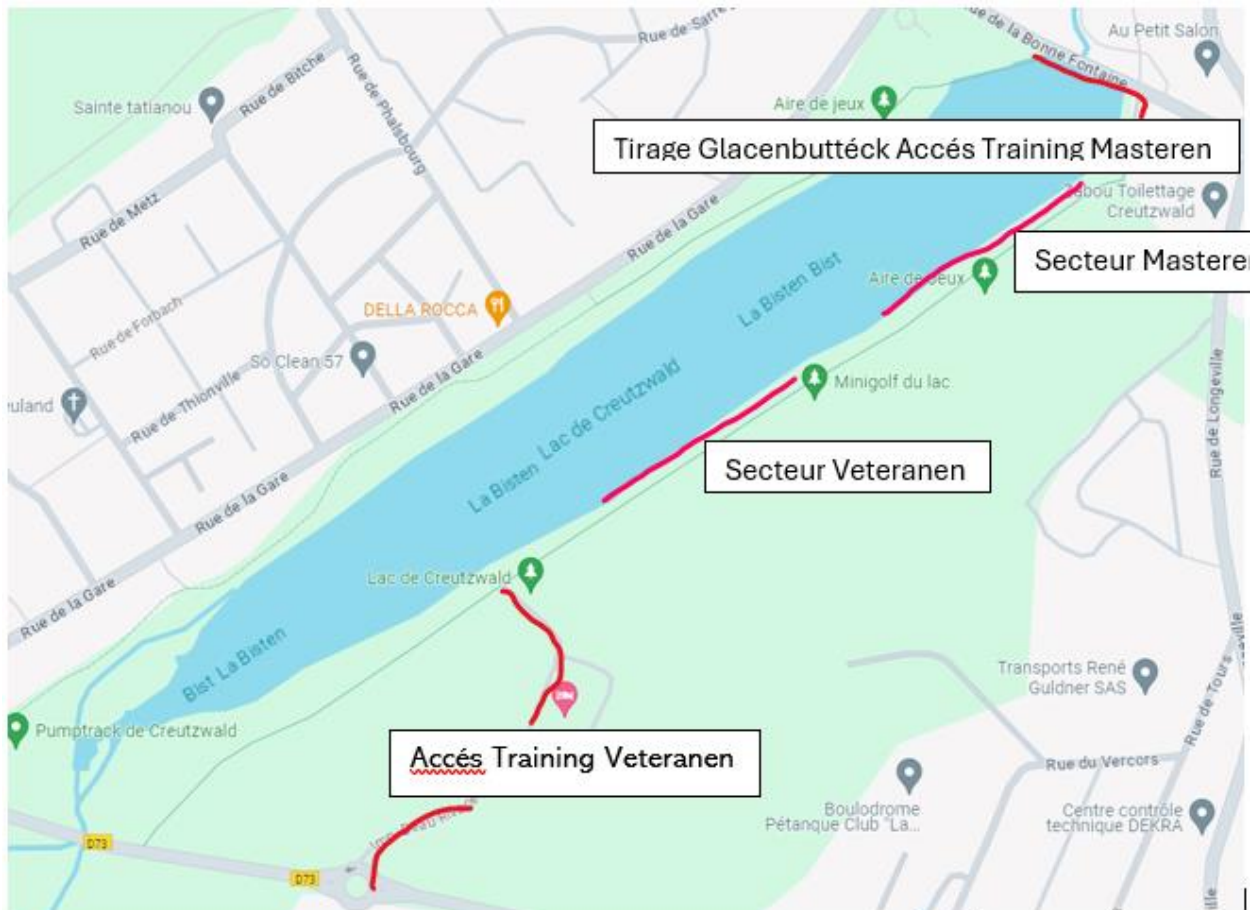 Rue de Sarre
Rue de la Bonne Fontaine
Au Petit Salon
Rue de Bitche
Rue de Phalsbourg
Sainte tatianou
Aire de jeux
Tirage Glacenbuttéck Accés Training Masteren
Rue de Metz
Rue de la Gare
Toilettage
Creutzwald
Secteur Masteren
La Bisten Bist
Aire de Jeux
DELLA ROCCA
Rue de Forbach
So Clean 57
Minigolf du lac
Lac de Creutzwald
Rue de la Gare
Rue de Thionville
Rue de Longeville
La Bisten
Secteur Veteranen
Rue de la Gare
Lac de Creutzwald
Rue de la Gare
Bist La Bisten
Transports René
Guldner SAS
Rue de Tours
Pumptrack de Creutzwald
Accés Training Veteranen
Rue du Vercors
Boulodrome
Pétanque Club "La...
Centre contrôle
technique DEKRA
D73
D73